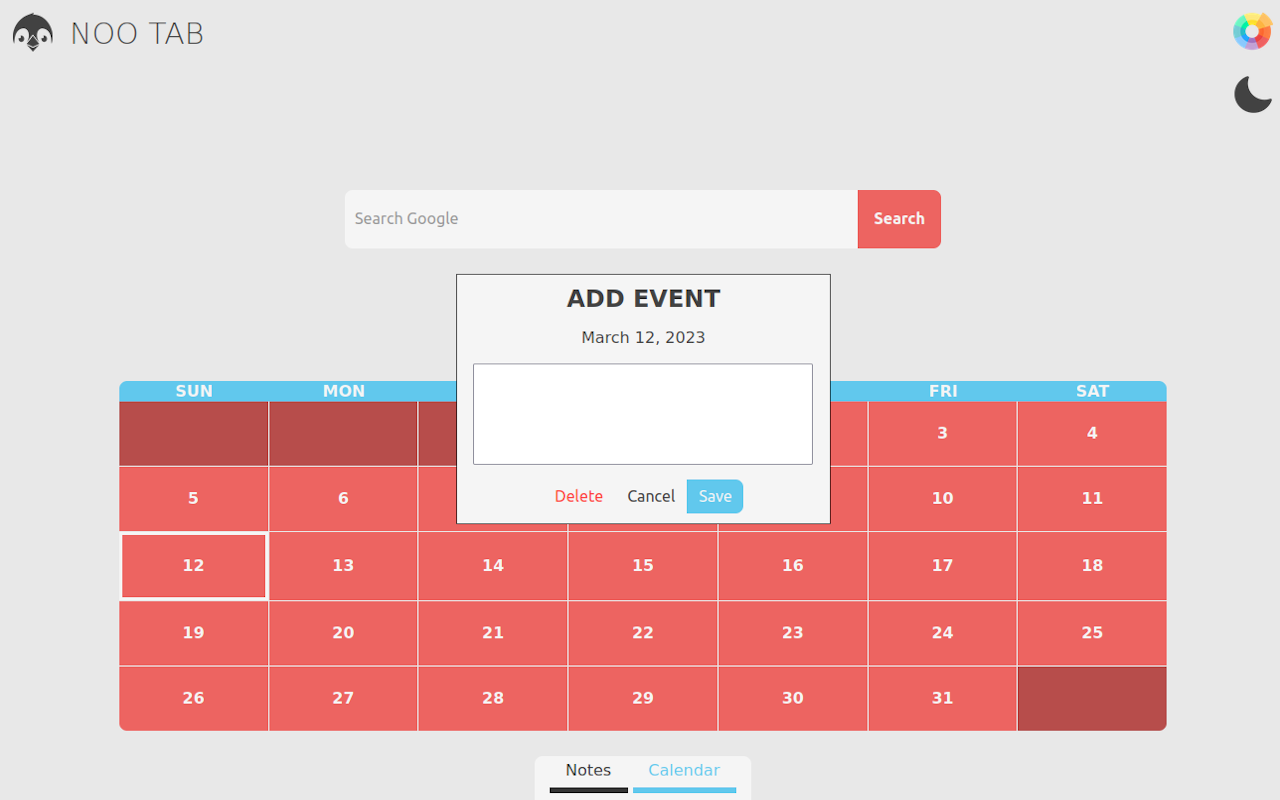 NOO TAB
Search Google
Search
ADD EVENT
March 12, 2023
Delete Cancel Save
SUN MON FRI SAT
3 4
5 6 10 11
12 13 14 15 16 17 18
19 20 21 22 23 24 25
26 27 28 29 30 31
Notes Calendar